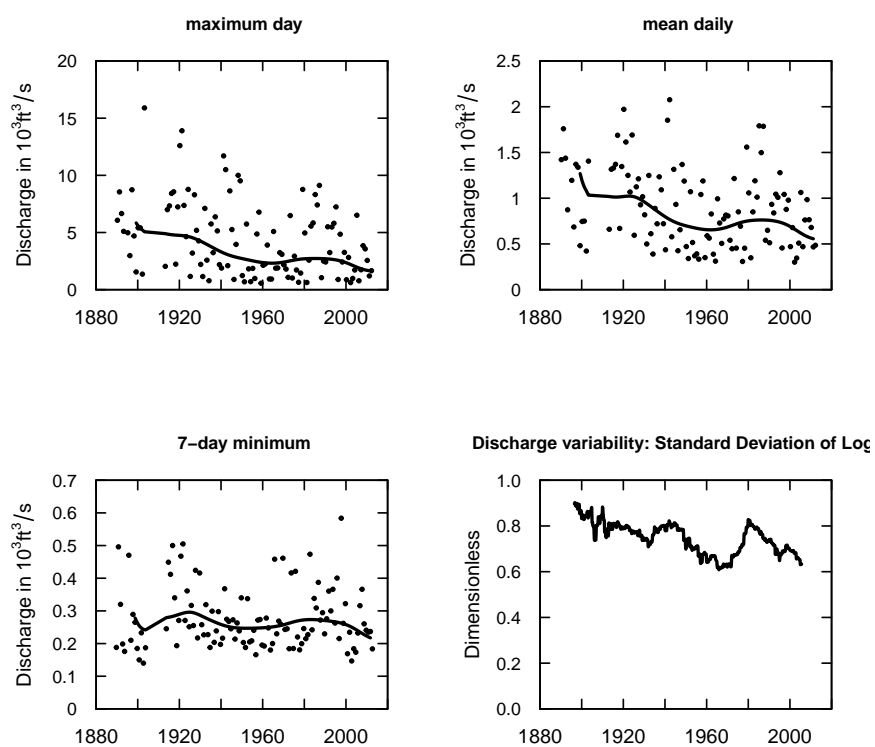 maximum day
Discharge in 10³ft³/s
20
15
10
5
0
1880 1920 1960 2000
mean daily
Discharge in 10³ft³/s
2.5
2
1.5
1
0.5
0
1880 1920 1960 2000
7−day minimum
Discharge in 10³ft³/s
0.7
0.6
0.5
0.4
0.3
0.2
0.1
0
1880 1920 1960 2000
Discharge variability: Standard Deviation of Log
Dimensionless
1.0
0.8
0.6
0.4
0.2
0.0
1880 1920 1960 2000